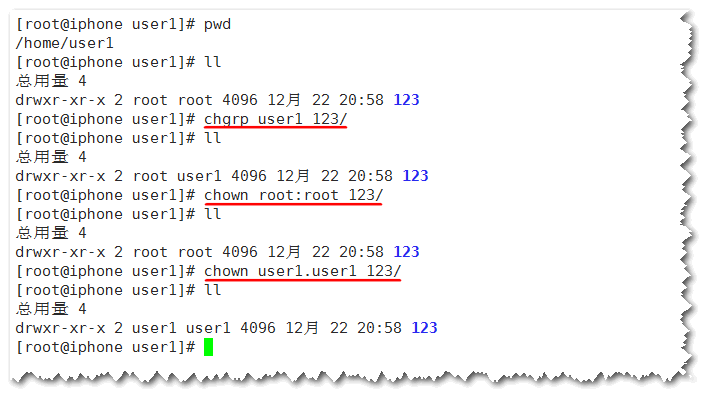 [root@iphone user1]# pwd
/home/user1
[root@iphone user1]# ll
总用量 4
drwxr-xr-x 2 root root 4096 12月 22 20:58 123
[root@iphone user1]# chgrp user1 123/
[root@iphone user1]# ll
总用量 4
drwxr-xr-x 2 root user1 4096 12月 22 20:58 123
[root@iphone user1]# chown root:root 123/
[root@iphone user1]# ll
总用量 4
drwxr-xr-x 2 root root 4096 12月 22 20:58 123
[root@iphone user1]# chown user1.user1 123/
[root@iphone user1]# ll
总用量 4
drwxr-xr-x 2 user1 user1 4096 12月 22 20:58 123
[root@iphone user1]#